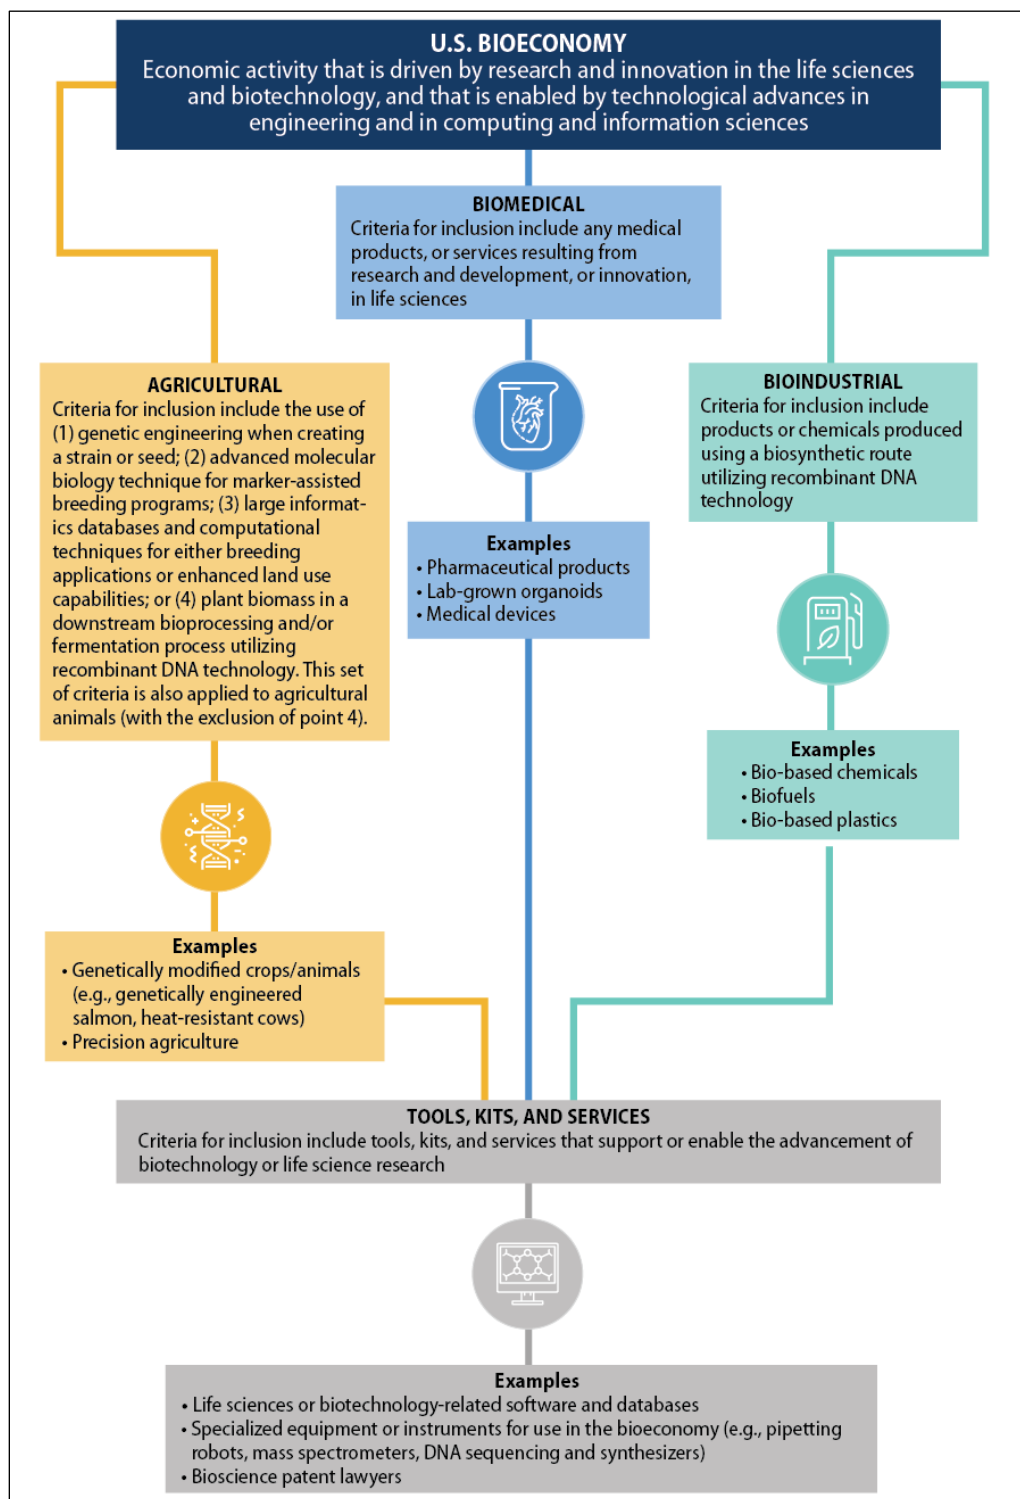 U.S. BIOECONOMY
Economic activity that is driven by research and innovation in the life sciences
and biotechnology, and that is enabled by technological advances in
engineering and in computing and information sciences
BIOMEDICAL
Criteria for inclusion include any medical
products, or services resulting from
research and development, or innovation,
in life sciences
AGRICULTURAL
Criteria for inclusion include the use of
(1) genetic engineering when creating
a strain or seed; (2) advanced molecular
biology technique for marker-assisted
breeding programs; (3) large informat-
ics databases and computational
techniques for either breeding
applications or enhanced land use
capabilities; or (4) plant biomass in a
downstream bioprocessing and/or
fermentation process utilizing
recombinant DNA technology. This set
of criteria is also applied to agricultural
animals (with the exclusion of point 4).
BIOINDUSTRIAL
Criteria for inclusion include
products or chemicals produced
using a biosynthetic route
utilizing recombinant DNA
technology
Examples
• Pharmaceutical products
• Lab-grown organoids
• Medical devices
Examples
• Bio-based chemicals
• Biofuels
• Bio-based plastics
Examples
• Genetically modified crops/animals
(e.g., genetically engineered
salmon, heat-resistant cows)
• Precision agriculture
TOOLS, KITS, AND SERVICES
Criteria for inclusion include tools, kits, and services that support or enable the advancement of
biotechnology or life science research
Examples
• Life sciences or biotechnology-related software and databases
• Specialized equipment or instruments for use in the bioeconomy (e.g., pipetting
robots, mass spectrometers, DNA sequencing and synthesizers)
• Bioscience patent lawyers